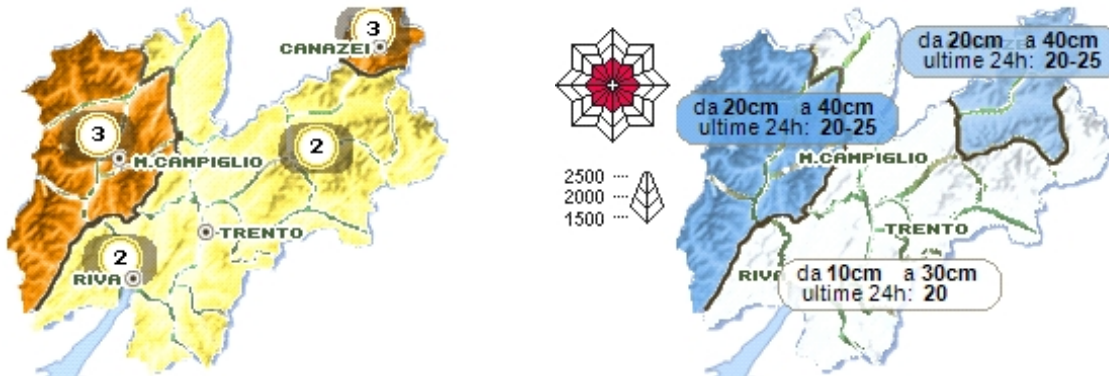 3
CANAZEI
3
2
M.CAMPIGLIO
TRENTO
2
RIVA
2500
2000
1500
da 20cm a 40cm
ultime 24h: 20-25
da 20cm a 40cm
ultime 24h: 20-25
M.CAMPIGLIO
TRENTO
RIVA
da 10cm a 30cm
ultime 24h: 20